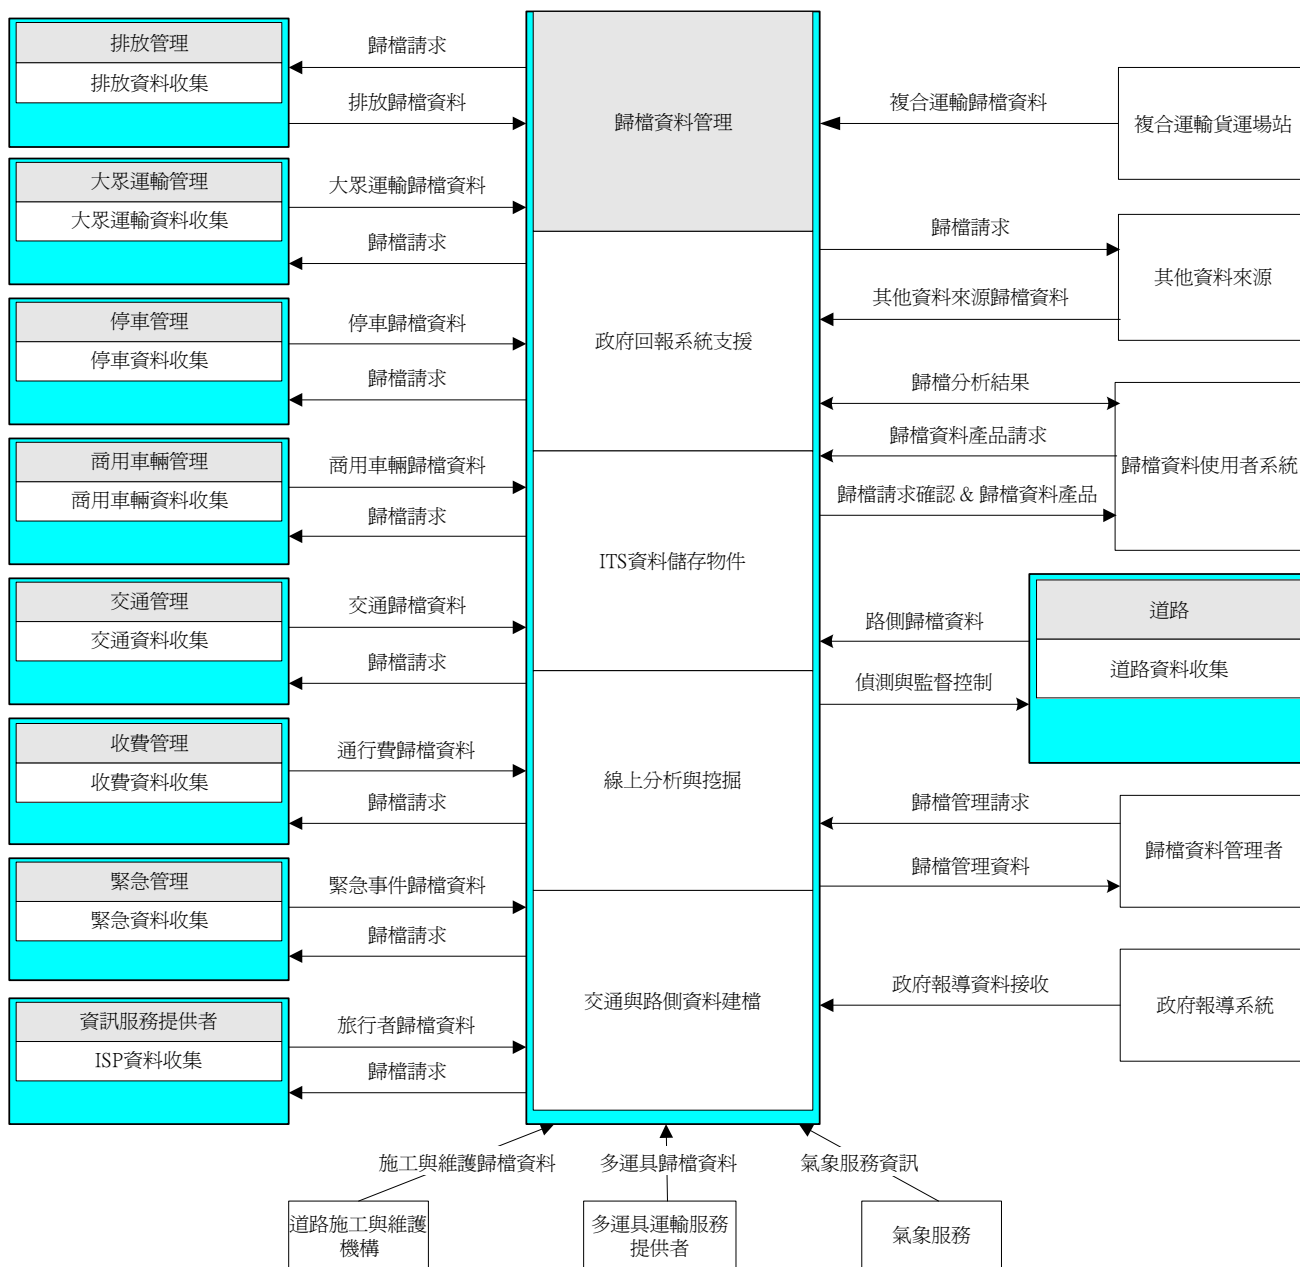 排放管理
排放資料收集
歸檔請求
排放歸檔資料
大眾運輸管理
大眾運輸資料收集
大眾運輸歸檔資料
歸檔請求
停車管理
停車資料收集
停車歸檔資料
歸檔請求
商用車輛管理
商用車輛資料收集
商用車輛歸檔資料
歸檔請求
交通管理
交通資料收集
交通歸檔資料
歸檔請求
收費管理
收費資料收集
通行費歸檔資料
歸檔請求
緊急管理
緊急資料收集
緊急事件歸檔資料
歸檔請求
資訊服務提供者
ISP資料收集
旅行者歸檔資料
歸檔請求
歸檔資料管理
政府回報系統支援
ITS資料儲存物件
線上分析與挖掘
交通與路側資料建檔
複合運輸歸檔資料
複合運輸貨運場站
歸檔請求
其他資料來源歸檔資料
其他資料來源
歸檔分析結果
歸檔資料產品請求
歸檔請求確認 & 歸檔資料產品
歸檔資料使用者系統
路側歸檔資料
偵測與監督控制
道路
道路資料收集
歸檔管理請求
歸檔管理資料
歸檔資料管理者
政府報導資料接收
政府報導系統
施工與維護歸檔資料
多運具歸檔資料
氣象服務資訊
道路施工與維護
機構
多運具運輸服務
提供者
氣象服務